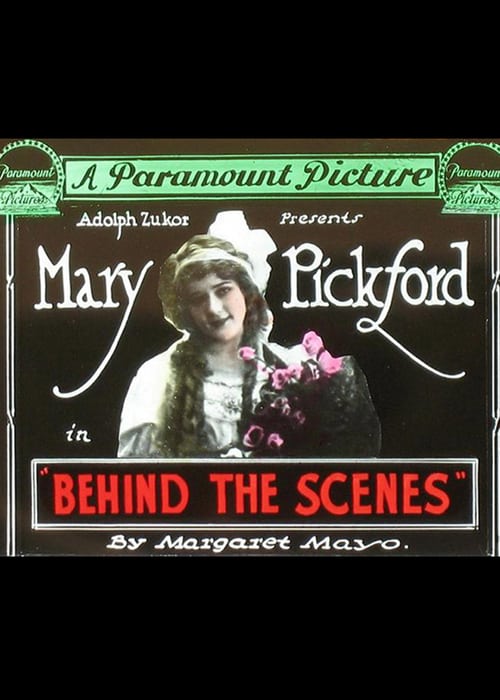 A Paramount Picture
Paramount Pictures
Paramount Pictures
Adolph Zukor Presents
Mary Pickford
in
"BEHIND THE SCENES"
By Margaret Mayo.